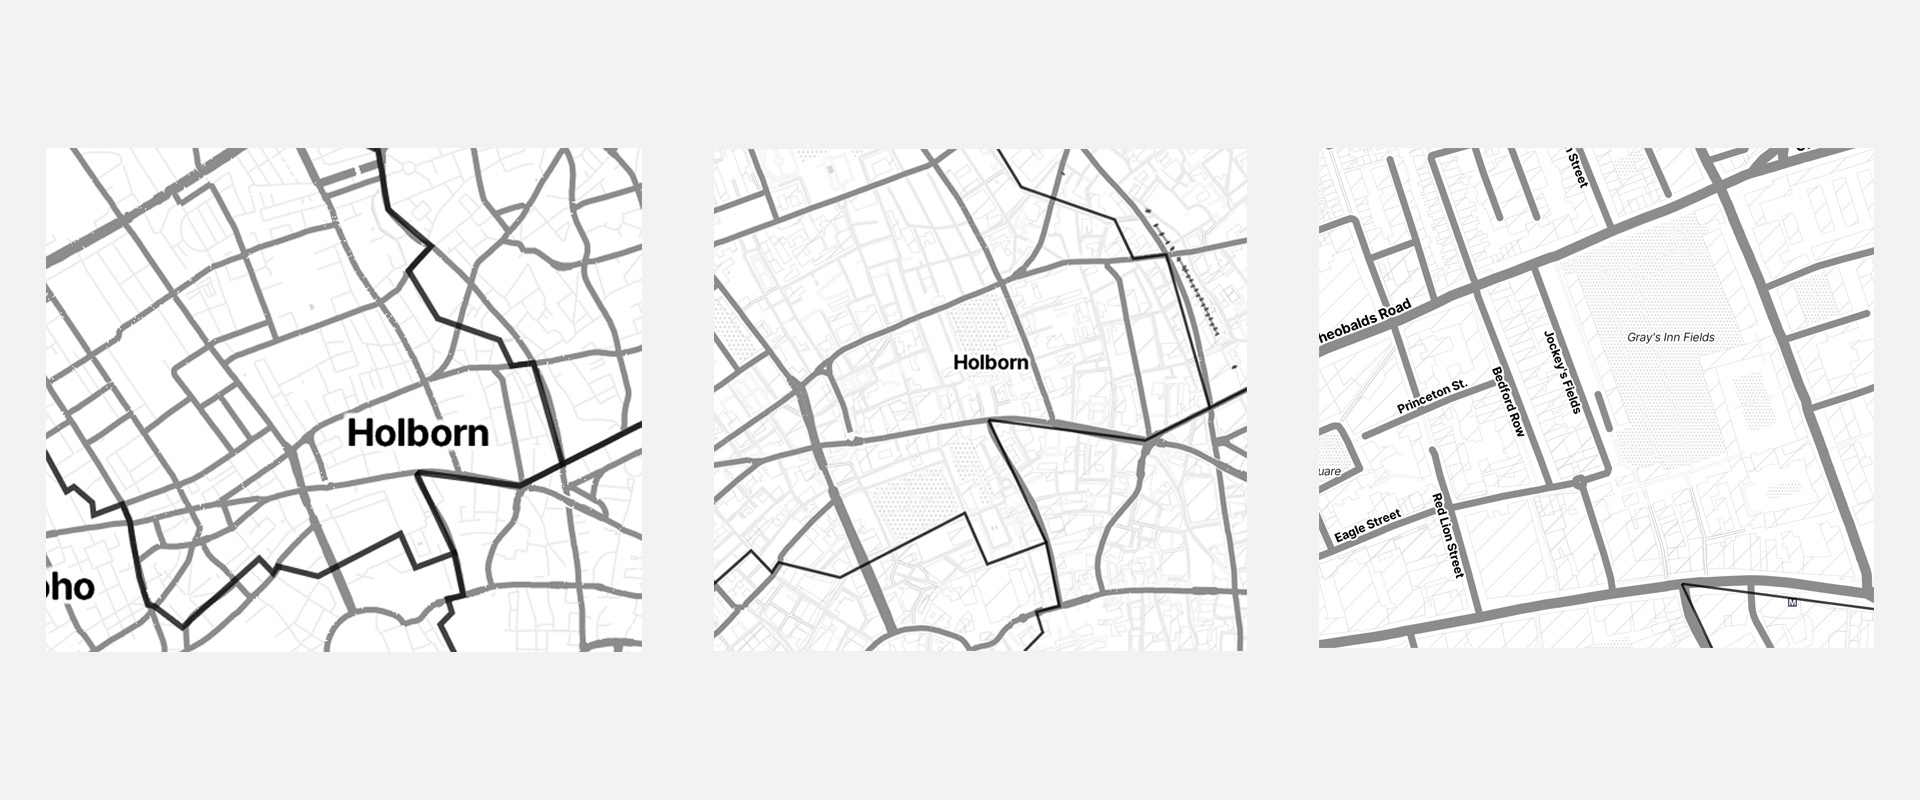 Holborn
oho
Holborn
Street
heobalds Road
Gray's Inn Fields
Jockey's Fields
Princeton St.
Bedford Row
uare
Red Lion Street
Eagle Street
M